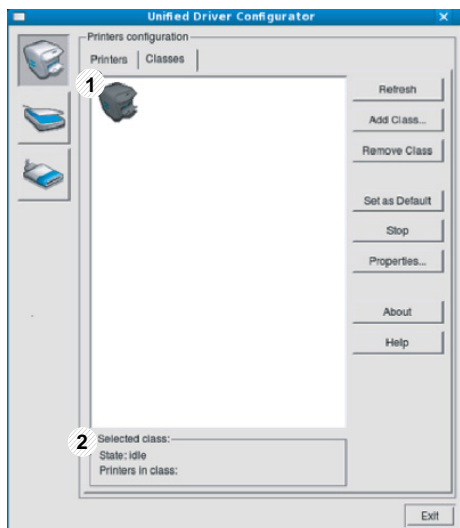 Unified Driver Configurator
Printers configuration
Printers
Classes
1
Refresh
Add Class...
Remove Class
Set as Default
Stop
Properties...
About
Help
2
Selected class:
State: idle
Printers in class:
Exit